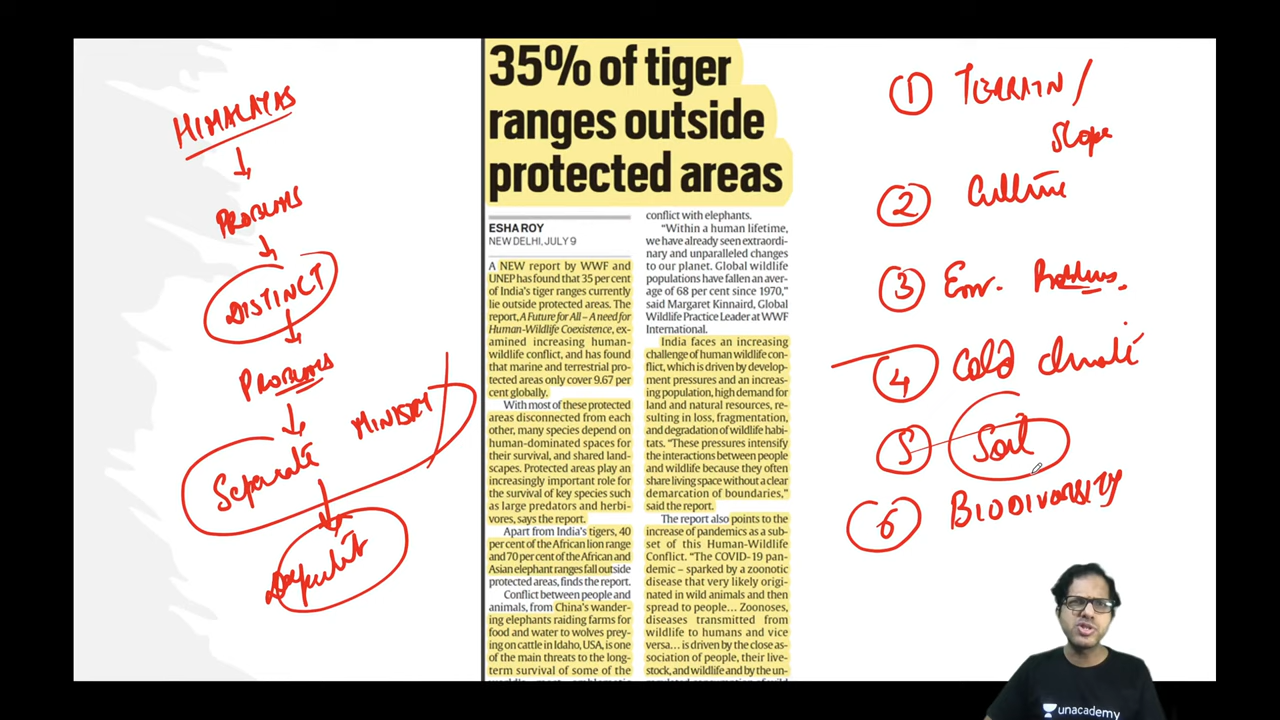 HIMALAYAS
PROBLEMS
DISTINCT
PROBLEMS
MINISTRY
Separate
35% of tiger
ranges outside
protected areas
ESHA ROY
NEW DELHI, JULY 9
A NEW report by WWF and
UNEP has found that 35 per cent
of India's tiger ranges currently
lie outside protected areas. The
report, A Future for All – A need for
Human-Wildlife Coexistence, ex-
amined increasing human-
wildlife conflict, and has found
that marine and terrestrial pro-
tected areas only cover 9.67 per
cent globally.
With most of these protected
areas disconnected from each
other, many species depend on
human-dominated spaces for
their survival, and shared land-
scapes. Protected areas play an
increasingly important role for
the survival of key species such
as large predators and herbi-
vores, says the report.
Apart from India's tigers, 40
per cent of the African lion range
and 70 per cent of the African and
Asian elephant ranges fall outside
protected areas, finds the report.
Conflict between people and
animals, from China's wander-
ing elephants raiding farms for
food and water to wolves prey-
ing on cattle in Idaho, USA, is one
of the main threats to the long-
term survival of some of the
conflict with elephants.
"Within a human lifetime,
we have already seen extraordi-
nary and unparalleled changes
to our planet. Global wildlife
populations have fallen an aver-
age of 68 per cent since 1970,"
said Margaret Kinnaird, Global
Wildlife Practice Leader at WWF
International.
India faces an increasing
challenge of human wildlife con-
flict, which is driven by develop-
ment pressures and an increas-
ing population, high demand for
land and natural resources, re-
sulting in loss, fragmentation,
and degradation of wildlife habi-
tats. "These pressures intensify
the interactions between people
and wildlife because they often
share living space without a clear
demarcation of boundaries,"
said the report.
The report also points to the
increase of pandemics as a sub-
set of this Human-Wildlife
Conflict. "The COVID-19 pan-
demic – sparked by a zoonotic
disease that very likely origi-
nated in wild animals and then
spread to people... Zoonoses,
diseases transmitted from
wildlife to humans and vice
versa... is driven by the close as-
sociation of people, their live-
stock, and wildlife and by the un-
1 TERRAIN /
Slope
2 Culture
3 Env. Problems.
4 Cold climate
5 Soil
6 BIODIVERSITY
unacademy